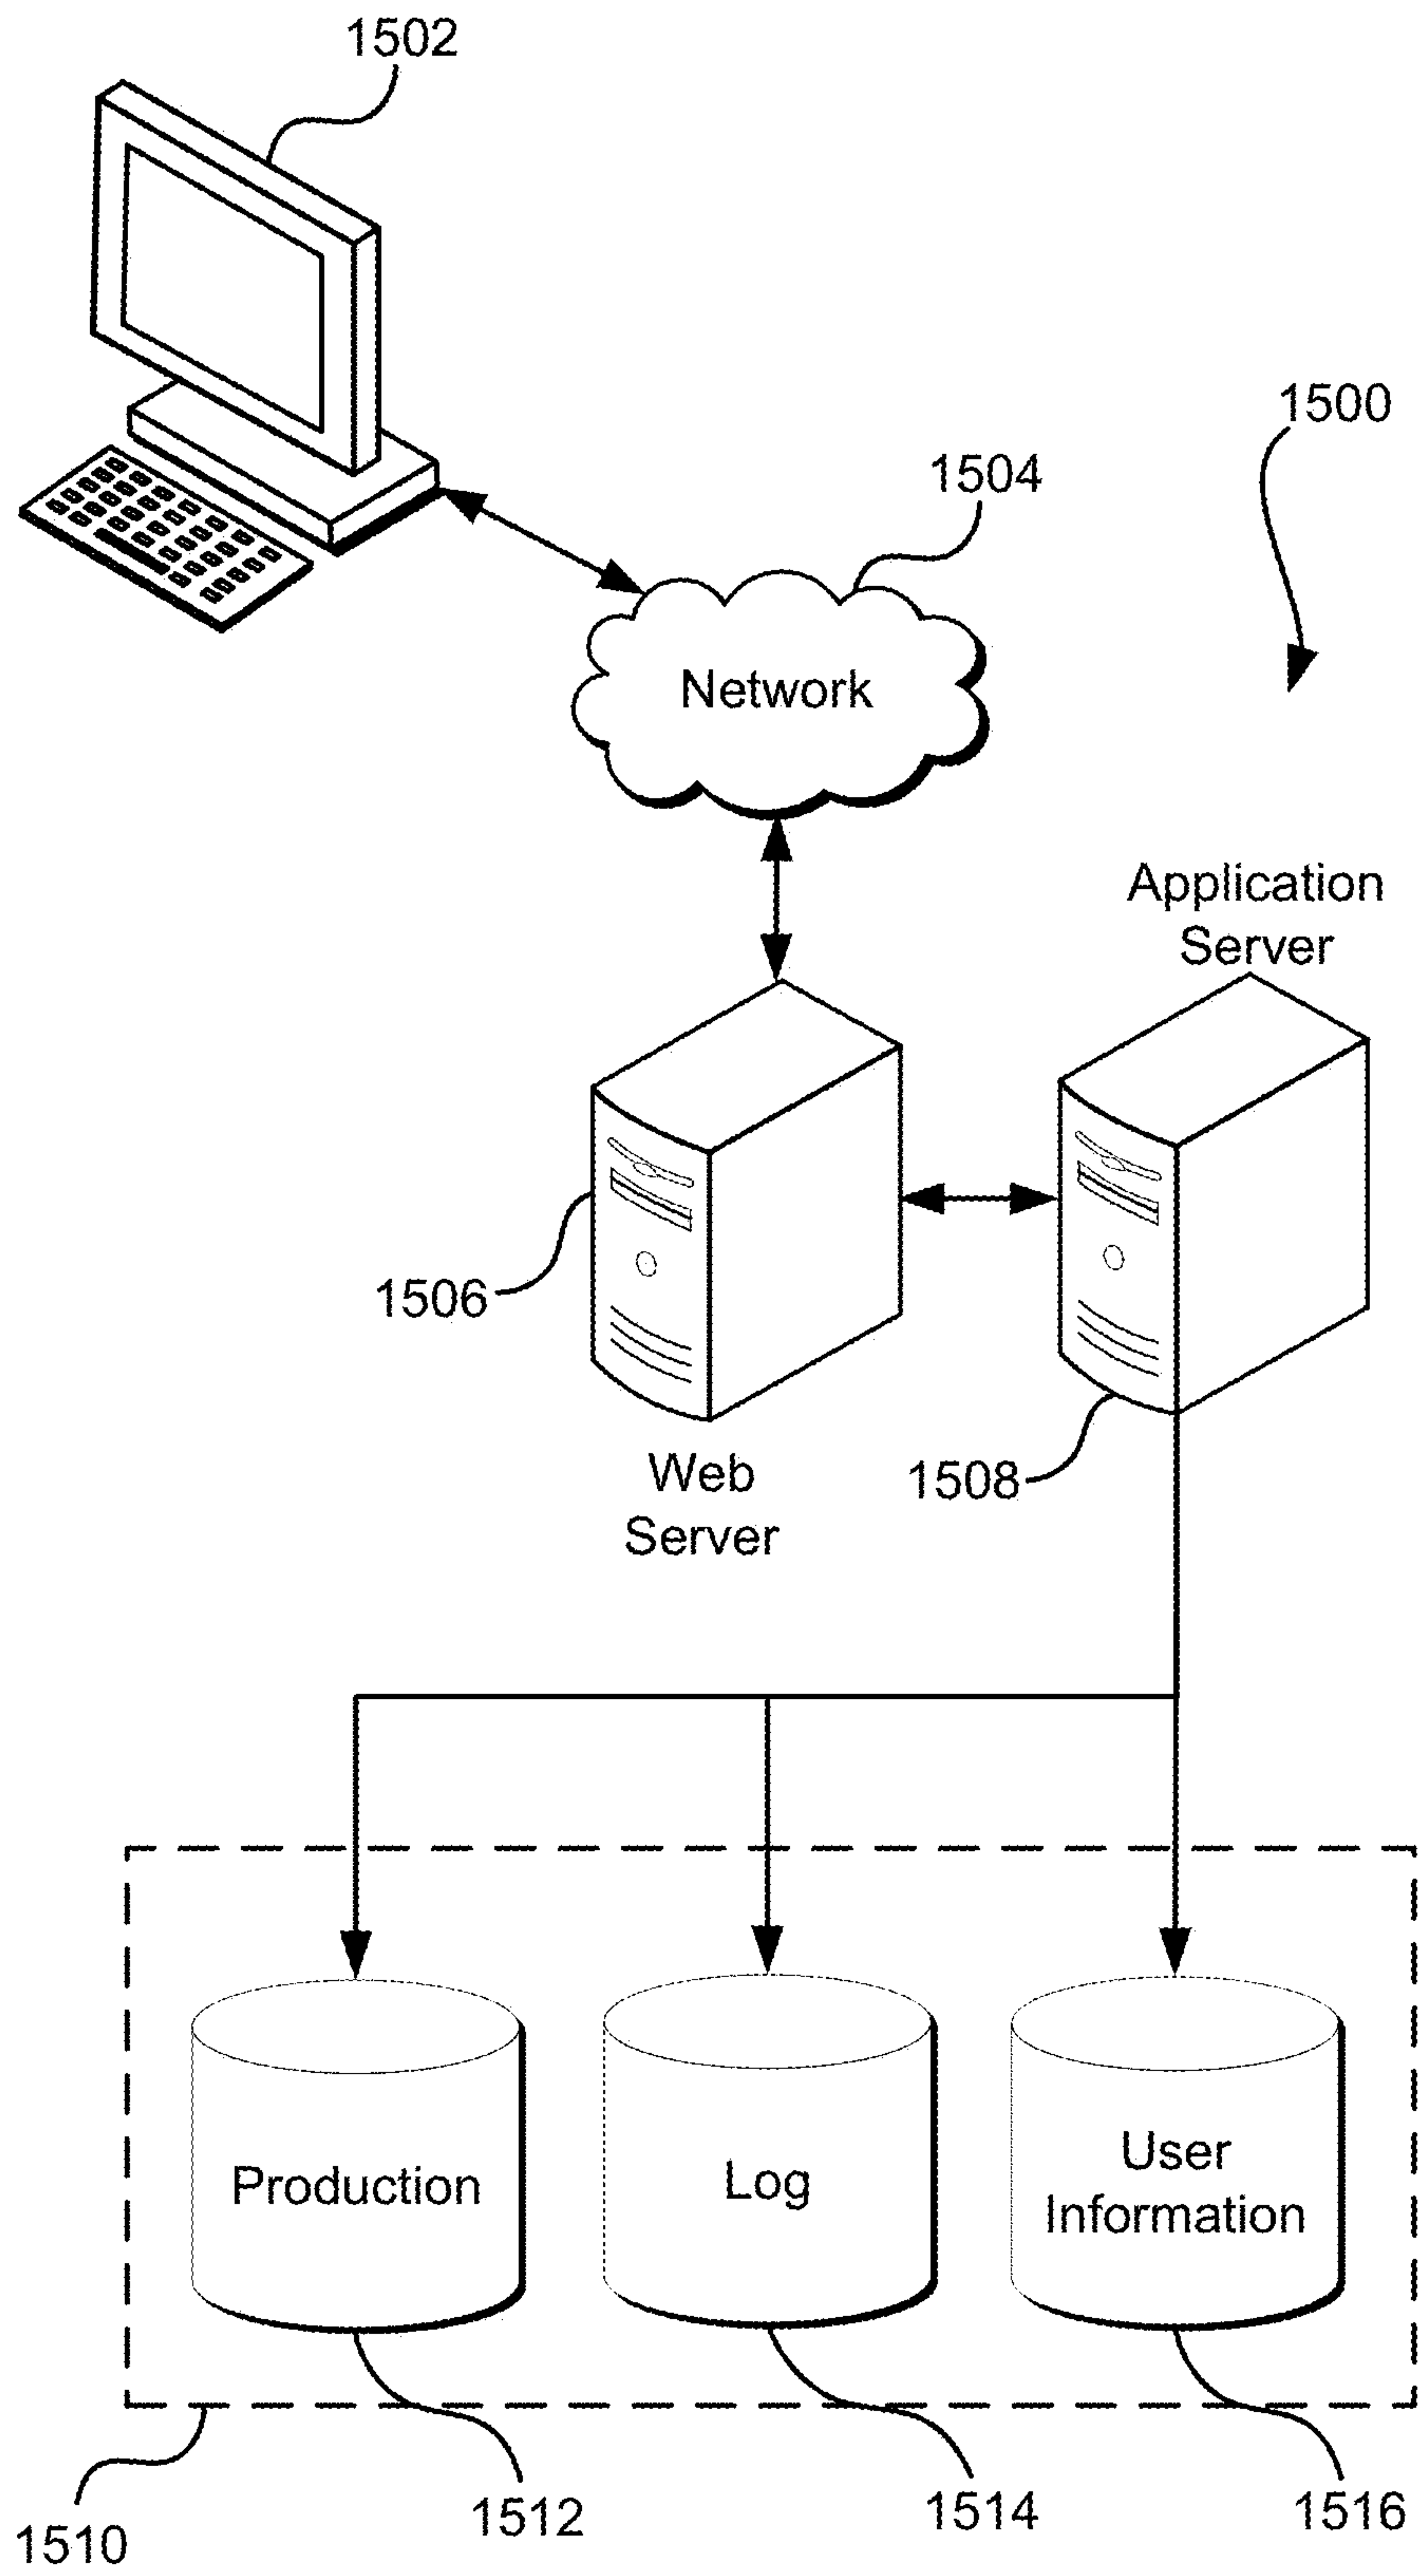 1502
1500
1504
Network
Application
Server
1506
1508
Web
Server
Production
Log
User
Information
1510
1512
1514
1516